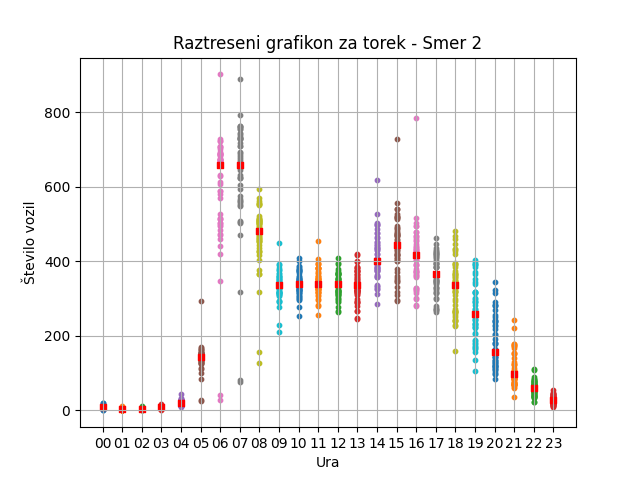 Raztreseni grafikon za torek - Smer 2
Število vozil
800
600
400
200
0
00 01 02 03 04 05 06 07 08 09 10 11 12 13 14 15 16 17 18 19 20 21 22 23
Ura